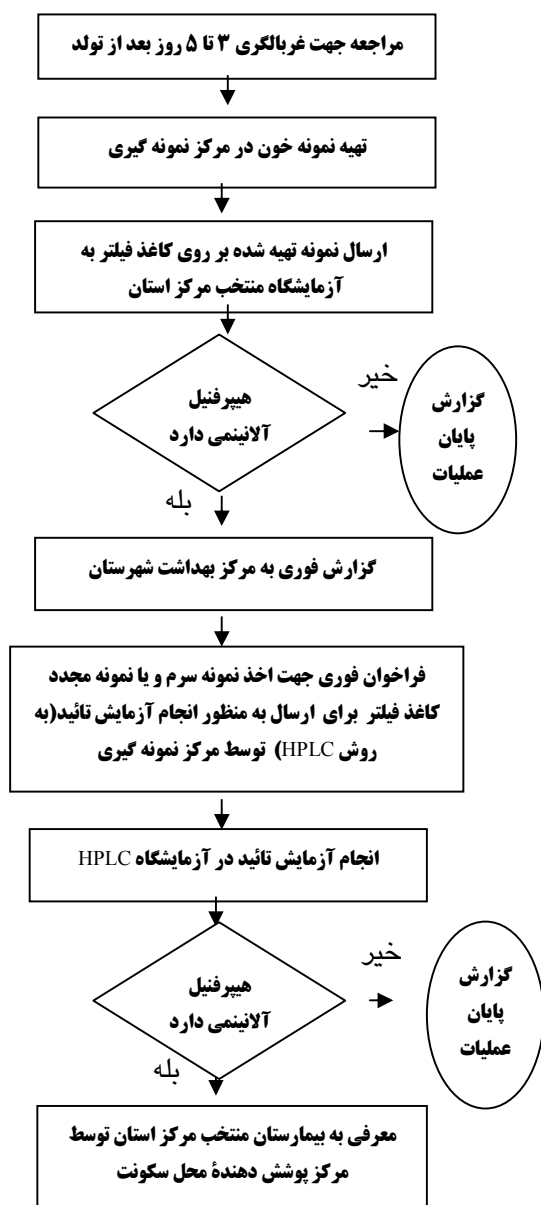 مراجعه جهت غربالگری ۳ تا ۵ روز بعد از تولد
تهیه نمونه خون در مرکز نمونه گیری
ارسال نمونه تهیه شده بر روی کاغذ فیلتر به
آزمایشگاه منتخب مرکز استان
هیپرفنیل
آلانینمی دارد
خیر
گزارش
پایان
عملیات
بله
گزارش فوری به مرکز بهداشت شهرستان
فراخوان فوری جهت اخذ نمونه سرم و یا نمونه مجدد
کاغذ فیلتر برای ارسال به منظور انجام آزمایش تائید(به
روش HPLC) توسط مرکز نمونه گیری
انجام آزمایش تائید در آزمایشگاه HPLC
هیپرفنیل
آلانینمی دارد
خیر
گزارش
پایان
عملیات
بله
معرفی به بیمارستان منتخب مرکز استان توسط
مرکز پوشش دهندۀ محل سکونت